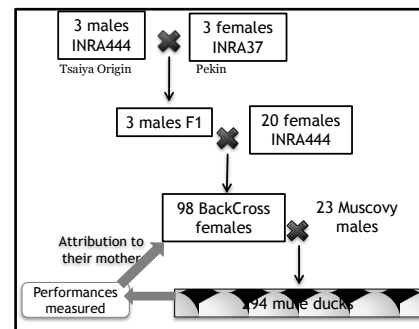 3 males
INRA444
3 females
INRA37
Tsaiya Origin
Pekin
3 males F1
20 females
INRA444
98 BackCross
females
23 Muscovy
males
Attribution to
their mother
Performances
measured
294 mule ducks